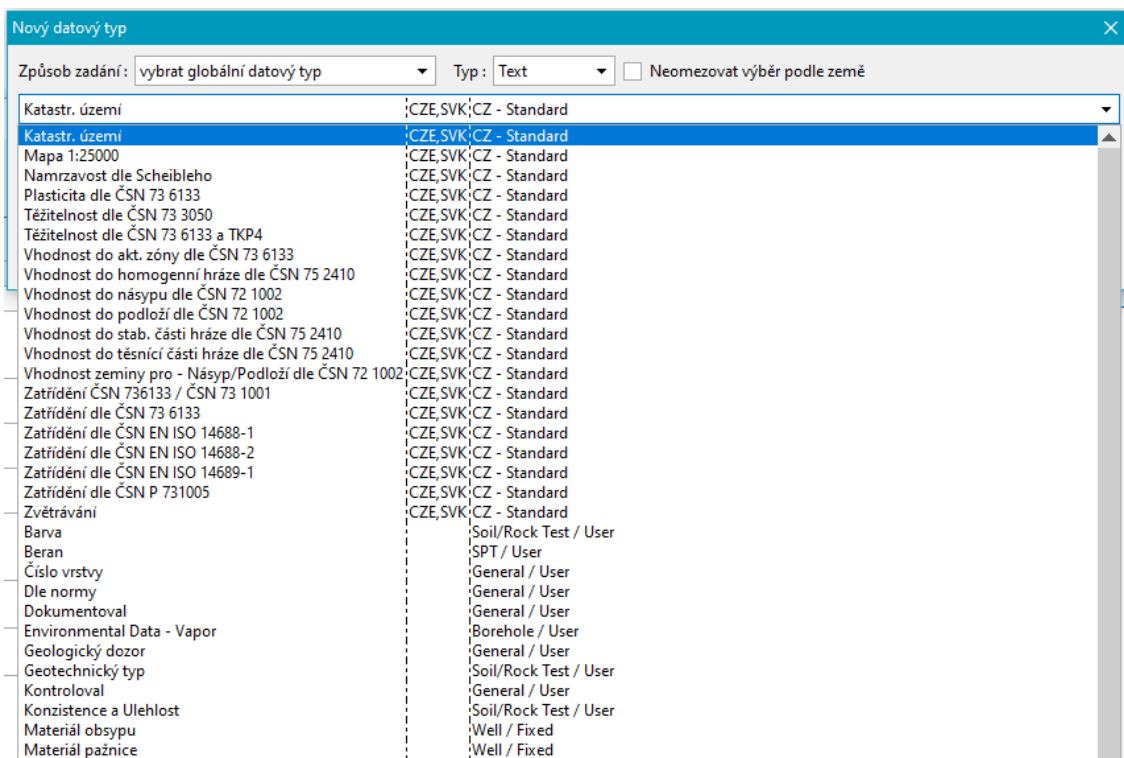 Nový datový typ
Způsob zadání : vybrat globální datový typ Typ : Text Neomezovat výběr podle země
Katastr. území CZE,SVK CZ - Standard
Katastr. území CZE,SVK CZ - Standard
Mapa 1:25000 CZE,SVK CZ - Standard
Namrzavost dle Scheibleho CZE,SVK CZ - Standard
Plasticita dle ČSN 73 6133 CZE,SVK CZ - Standard
Těžitelnost dle ČSN 73 3050 CZE,SVK CZ - Standard
Těžitelnost dle ČSN 73 6133 a TKP4 CZE,SVK CZ - Standard
Vhodnost do akt. zóny dle ČSN 73 6133 CZE,SVK CZ - Standard
Vhodnost do homogenní hráze dle ČSN 75 2410 CZE,SVK CZ - Standard
Vhodnost do násypu dle ČSN 72 1002 CZE,SVK CZ - Standard
Vhodnost do podloží dle ČSN 72 1002 CZE,SVK CZ - Standard
Vhodnost do stab. části hráze dle ČSN 75 2410 CZE,SVK CZ - Standard
Vhodnost do těsnící části hráze dle ČSN 75 2410 CZE,SVK CZ - Standard
Vhodnost zeminy pro - Násyp/Podloží dle ČSN 72 1002 CZE,SVK CZ - Standard
Zatřídění ČSN 736133 / ČSN 73 1001 CZE,SVK CZ - Standard
Zatřídění dle ČSN 73 6133 CZE,SVK CZ - Standard
Zatřídění dle ČSN EN ISO 14688-1 CZE,SVK CZ - Standard
Zatřídění dle ČSN EN ISO 14688-2 CZE,SVK CZ - Standard
Zatřídění dle ČSN EN ISO 14689-1 CZE,SVK CZ - Standard
Zatřídění dle ČSN P 731005 CZE,SVK CZ - Standard
Zvětrávání CZE,SVK CZ - Standard
Barva Soil/Rock Test / User
Beran SPT / User
Číslo vrstvy General / User
Dle normy General / User
Dokumentoval General / User
Environmental Data - Vapor Borehole / User
Geologický dozor General / User
Geotechnický typ Soil/Rock Test / User
Kontroloval General / User
Konzistence a Ulehlost Soil/Rock Test / User
Materiál obsypu Well / Fixed
Materiál pažnice Well / Fixed